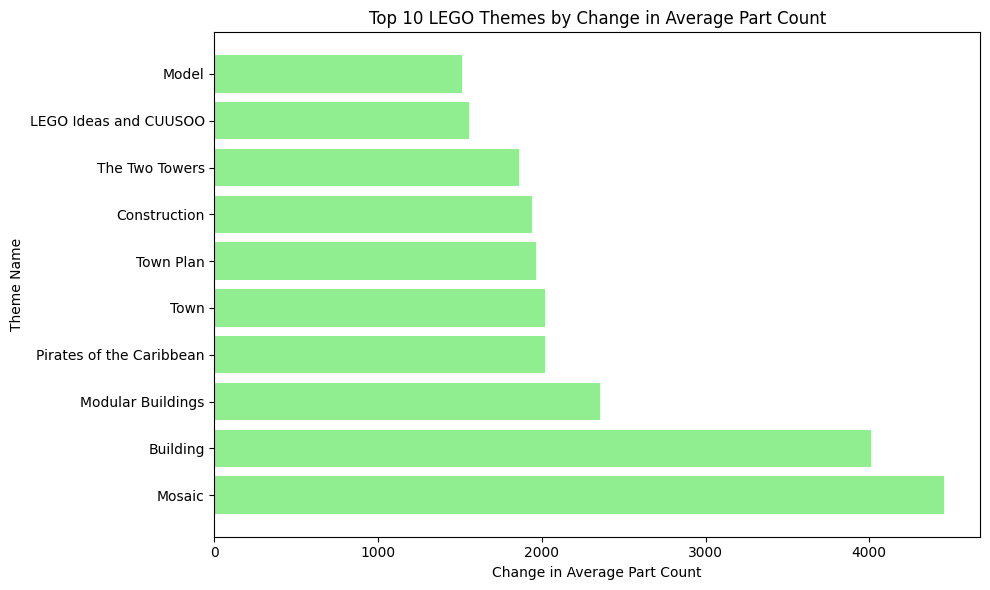 Top 10 LEGO Themes by Change in Average Part Count
Theme Name
Model
LEGO Ideas and CUUSOO
The Two Towers
Construction
Town Plan
Town
Pirates of the Caribbean
Modular Buildings
Building
Mosaic
0 1000 2000 3000 4000
Change in Average Part Count